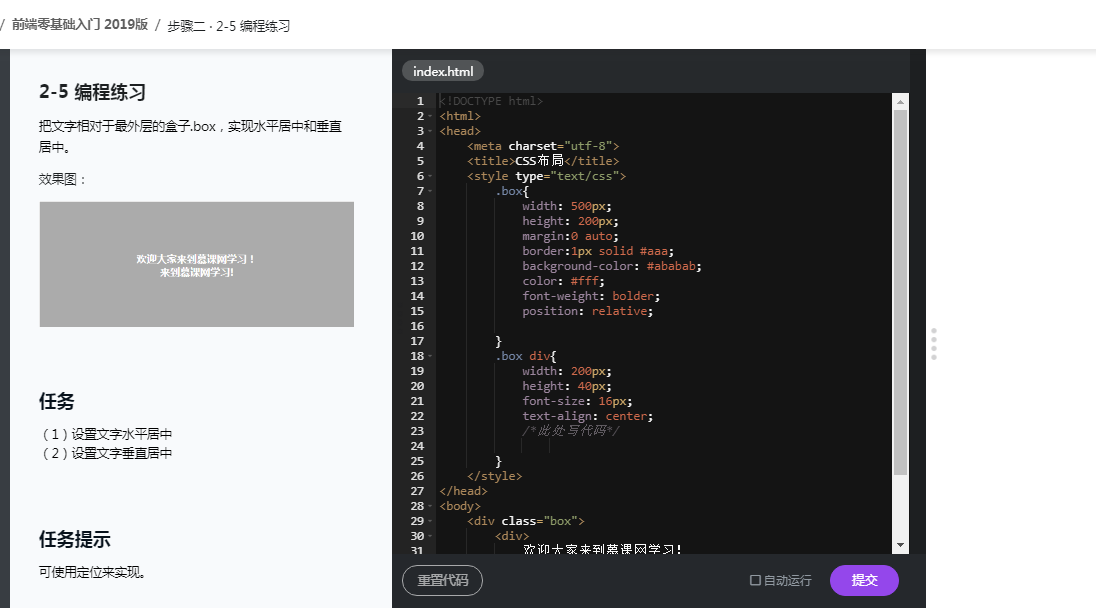 / 前端零基础入门 2019版 / 步骤二 · 2-5 编程练习
2-5 编程练习
把文字相对于最外层的盒子.box，实现水平居中和垂直
居中。
效果图：
欢迎大家来到慕课网学习！
来到慕课网学习!
任务
（1）设置文字水平居中
（2）设置文字垂直居中
任务提示
可使用定位来实现。
index.html
1 <!DOCTYPE html>
2 <html>
3 <head>
4 <meta charset="utf-8">
5 <title>CSS布局</title>
6 <style type="text/css">
7 .box{
8 width: 500px;
9 height: 200px;
10 margin:0 auto;
11 border:1px solid #aaa;
12 background-color: #ababab;
13 color: #fff;
14 font-weight: bolder;
15 position: relative;
16
17 }
18 .box div{
19 width: 200px;
20 height: 40px;
21 font-size: 16px;
22 text-align: center;
23 /*此处写代码*/
24
25 }
26 </style>
27 </head>
28 <body>
29 <div class="box">
30 <div>
31 欢迎大家来到慕课网学习!
重置代码
自动运行
提交